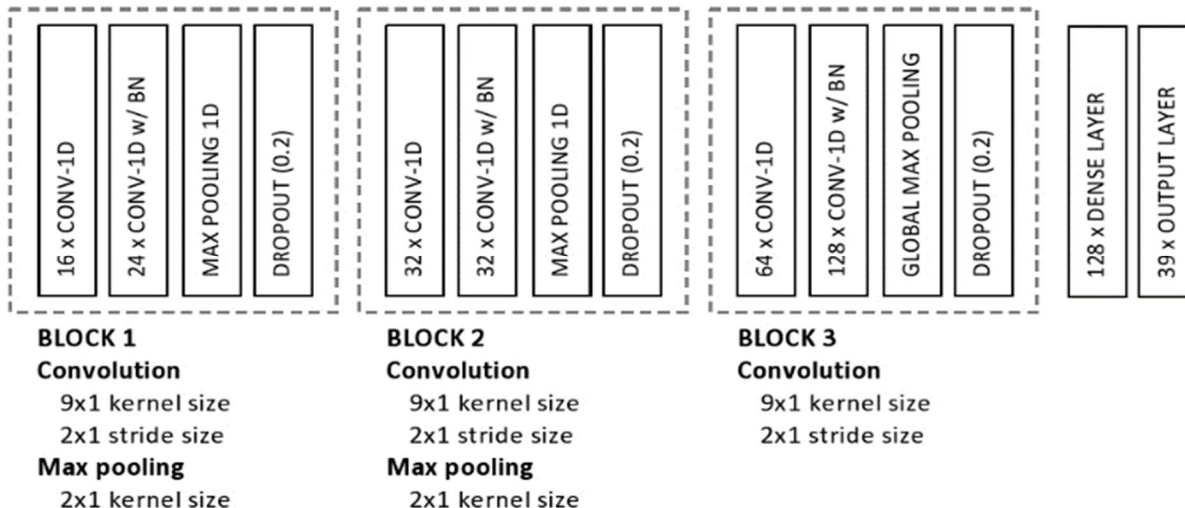 16 x CONV-1D
24 x CONV-1D w/ BN
MAX POOLING 1D
DROPOUT (0.2)
32 x CONV-1D
32 x CONV-1D w/ BN
MAX POOLING 1D
DROPOUT (0.2)
64 x CONV-1D
128 x CONV-1D w/ BN
GLOBAL MAX POOLING
DROPOUT (0.2)
128 x DENSE LAYER
39 x OUTPUT LAYER
BLOCK 1
Convolution
9x1 kernel size
2x1 stride size
Max pooling
2x1 kernel size
BLOCK 2
Convolution
9x1 kernel size
2x1 stride size
Max pooling
2x1 kernel size
BLOCK 3
Convolution
9x1 kernel size
2x1 stride size